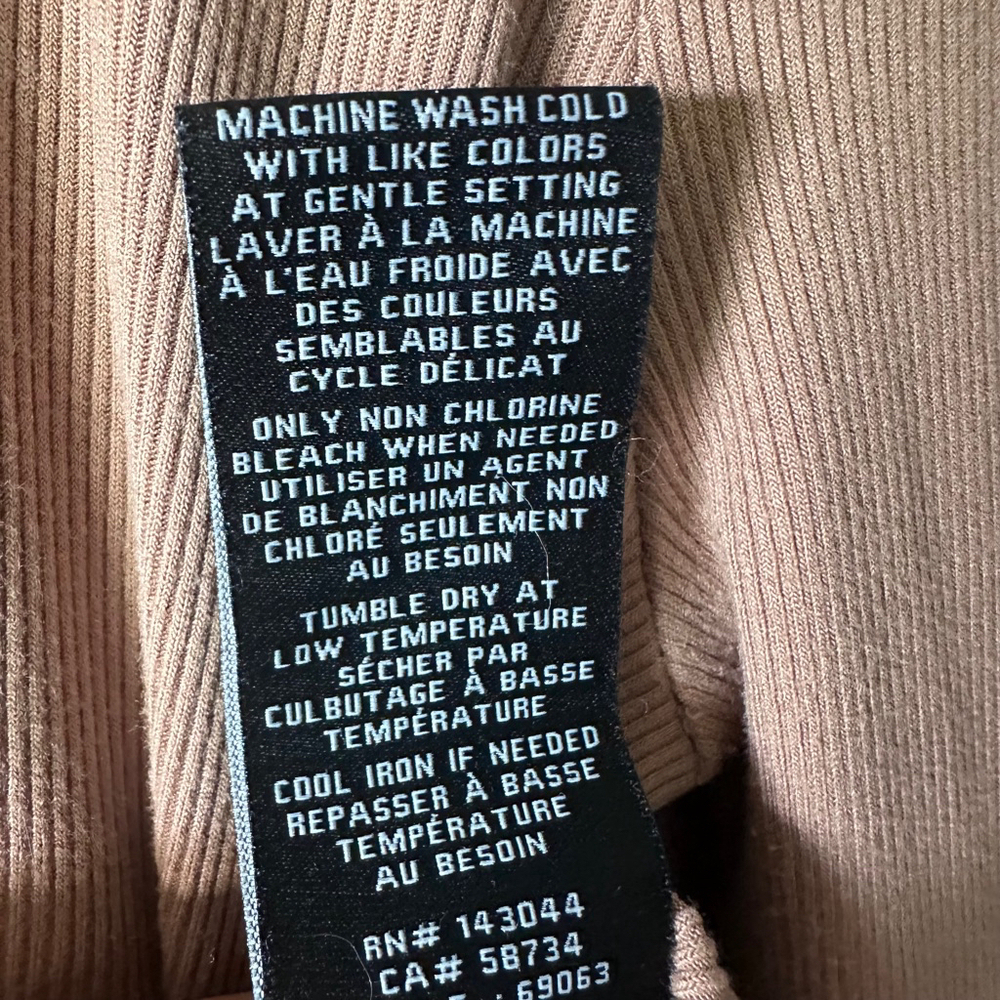 MACHINE WASH COLD
WITH LIKE COLORS
AT GENTLE SETTING
LAVER À LA MACHINE
À L'EAU FROIDE AVEC
DES COULEURS
SEMBLABLES AU
CYCLE DÉLICAT
ONLY NON CHLORINE
BLEACH WHEN NEEDED
UTILISER UN AGENT
DE BLANCHIMENT NON
CHLORÉ SEULEMENT
AU BESOIN
TUMBLE DRY AT
LOW TEMPERATURE
SÉCHER PAR
CULBUTAGE À BASSE
TEMPÉRATURE
COOL IRON IF NEEDED
REPASSER À BASSE
TEMPÉRATURE
AU BESOIN
RN# 143044
CA# 58734
69063